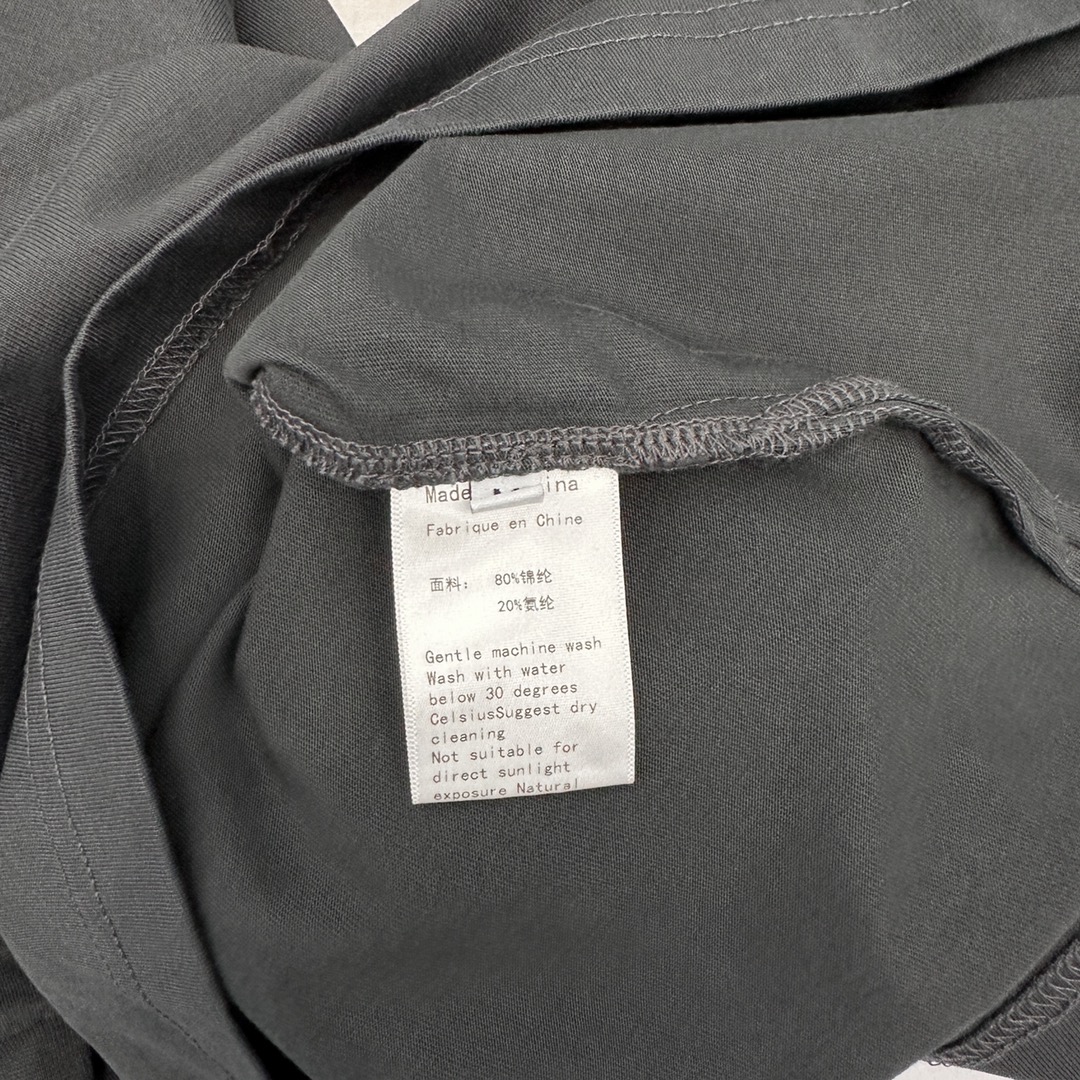 Made ina
Fabrique en Chine
面料： 80%锦纶
20%氨纶
Gentle machine wash
Wash with water
below 30 degrees
CelsiusSuggest dry
cleaning
Not suitable for
direct sunlight
exposure Natural